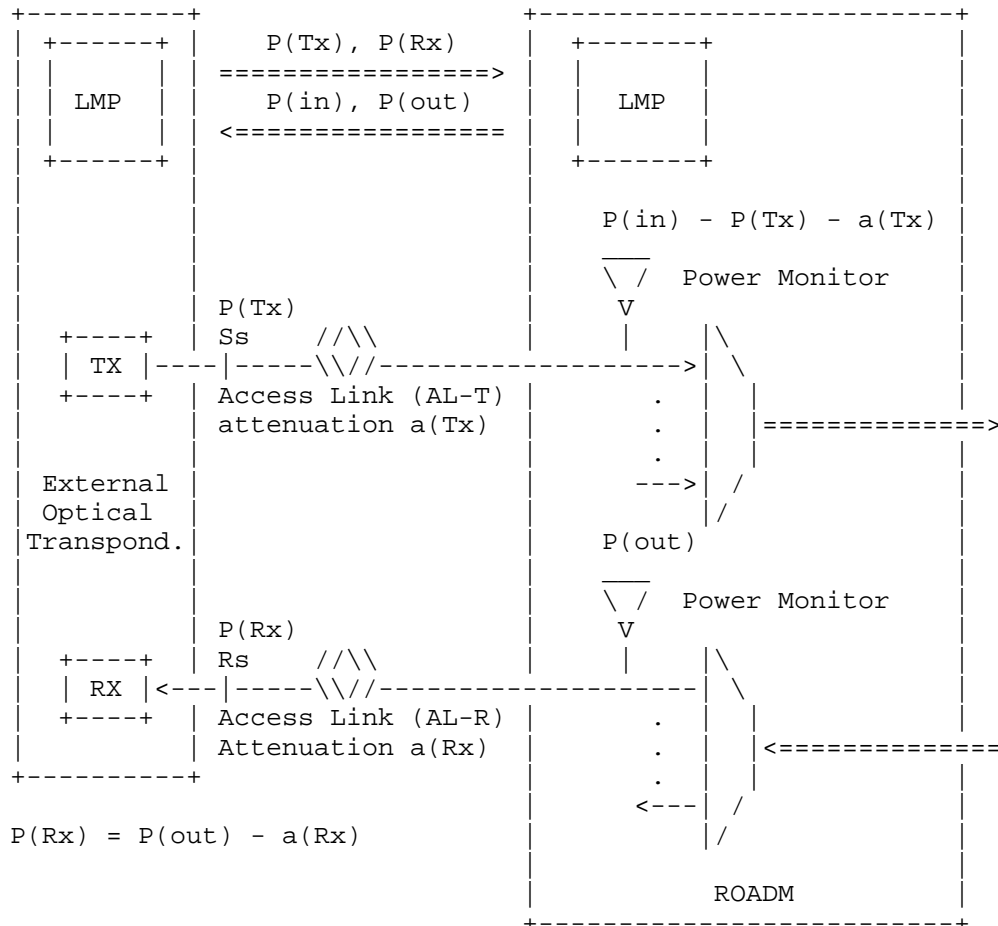 P(Tx), P(Rx)
LMP
P(in), P(out)
LMP
P(in) - P(Tx) - a(Tx)
Power Monitor
P(Tx)
V
Ss
TX
Access Link (AL-T)
attenuation a(Tx)
External
Optical
Transpond.
P(out)
Power Monitor
P(Rx)
V
Rs
RX
Access Link (AL-R)
Attenuation a(Rx)
P(Rx) = P(out) - a(Rx)
ROADM